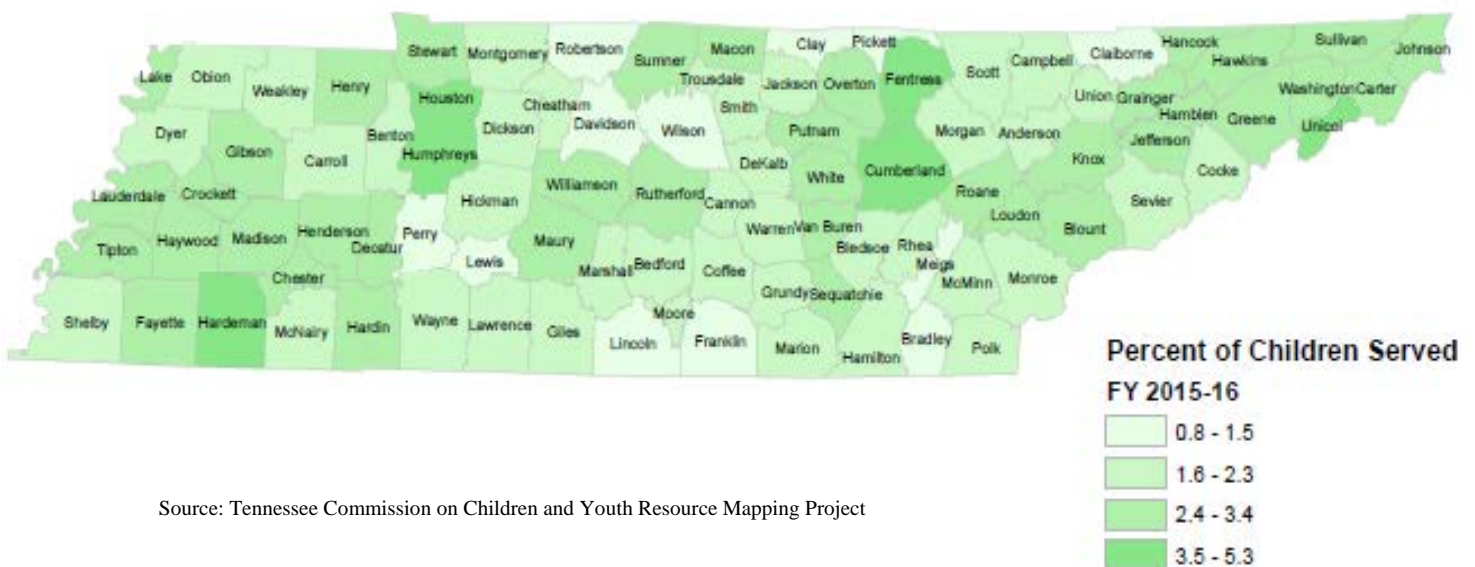 Stewart Montgomery Robertson Sumner Macon Clay Pickett Claiborne Hancock Sullivan Johnson
Lake Obion Weakley Henry Houston Cheatham Trousdale Jackson Overton Fentress Scott Campbell Hawkins
Dickson Davidson Wilson Smith Union Grainger Washington Carter
Dyer Gibson Carroll Benton Humphreys Putnam Morgan Anderson Hamblen Greene Unicoi
DeKalb Cumberland Knox Jefferson Cocke
Lauderdale Crockett Hickman Williamson Rutherford Cannon White Roane Loudon Sevier
Tipton Haywood Madison Henderson Decatur Perry Maury Warren Van Buren Blount
Chester Lewis Marshall Bedford Coffee Bledsoe Rhea Meigs McMinn Monroe
Grundy Sequatchie
Shelby Fayette Hardeman McNairy Hardin Wayne Lawrence Giles Moore
Lincoln Franklin Marion Hamilton Bradley Polk
Percent of Children Served
FY 2015-16
0.8 - 1.5
1.6 - 2.3
Source: Tennessee Commission on Children and Youth Resource Mapping Project
2.4 - 3.4
3.5 - 5.3